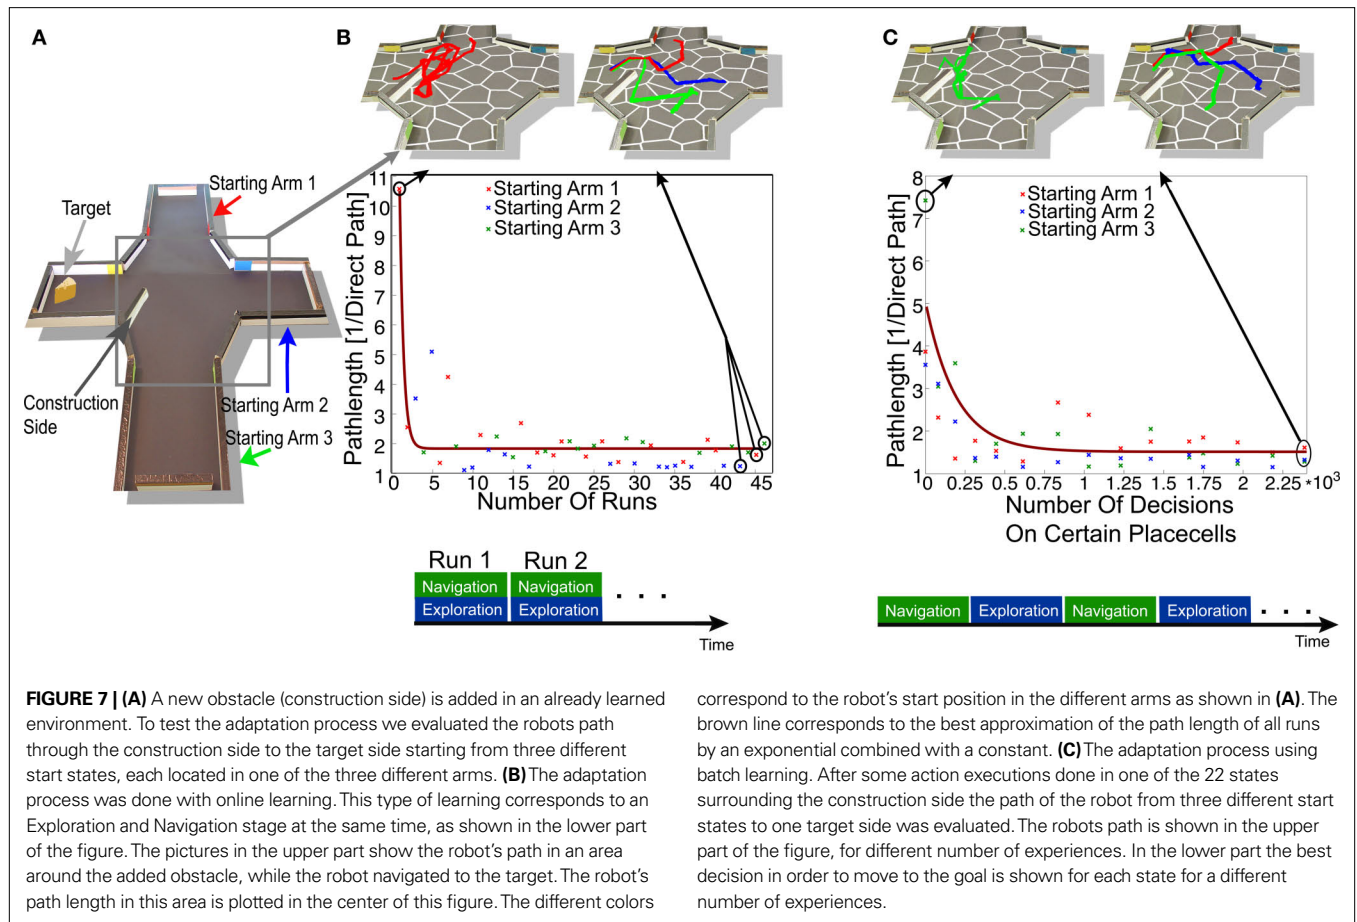 A
Starting Arm 1
Target
Construction
Side
Starting Arm 2
Starting Arm 3
B
Pathlength [1/Direct Path]
11
10
9
8
7
6
5
4
3
2
1
Starting Arm 1
Starting Arm 2
Starting Arm 3
0 5 10 15 20 25 30 35 40 45
Number Of Runs
Run 1 Run 2
Navigation Navigation
Exploration Exploration
. . .
Time
C
Pathlength [1/Direct Path]
8
7
6
5
4
3
2
1
Starting Arm 1
Starting Arm 2
Starting Arm 3
0 0.25 0.5 0.75 1 1.25 1.5 1.75 2 2.25 *10³
Number Of Decisions
On Certain Placecells
Navigation Exploration Navigation Exploration . . .
Time
FIGURE 7 | (A) A new obstacle (construction side) is added in an already learned
environment. To test the adaptation process we evaluated the robots path
through the construction side to the target side starting from three different
start states, each located in one of the three different arms. (B) The adaptation
process was done with online learning. This type of learning corresponds to an
Exploration and Navigation stage at the same time, as shown in the lower part
of the figure. The pictures in the upper part show the robot's path in an area
around the added obstacle, while the robot navigated to the target. The robot's
path length in this area is plotted in the center of this figure. The different colors
correspond to the robot's start position in the different arms as shown in (A). The
brown line corresponds to the best approximation of the path length of all runs
by an exponential combined with a constant. (C) The adaptation process using
batch learning. After some action executions done in one of the 22 states
surrounding the construction side the path of the robot from three different start
states to one target side was evaluated. The robots path is shown in the upper
part of the figure, for different number of experiences. In the lower part the best
decision in order to move to the goal is shown for each state for a different
number of experiences.